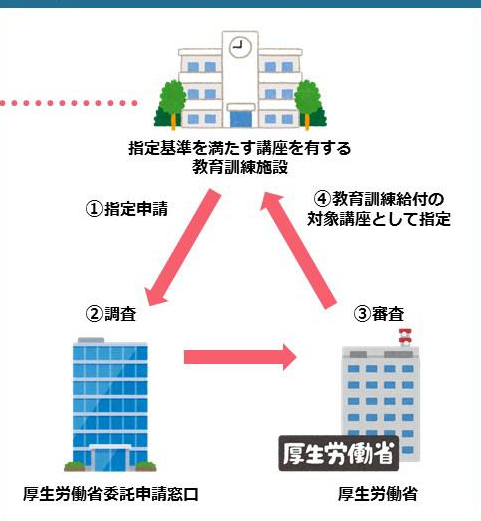 指定基準を満たす講座を有する
教育訓練施設
①指定申請
④教育訓練給付の
対象講座として指定
②調査
③審査
厚生労働省
厚生労働省委託申請窓口
厚生労働省